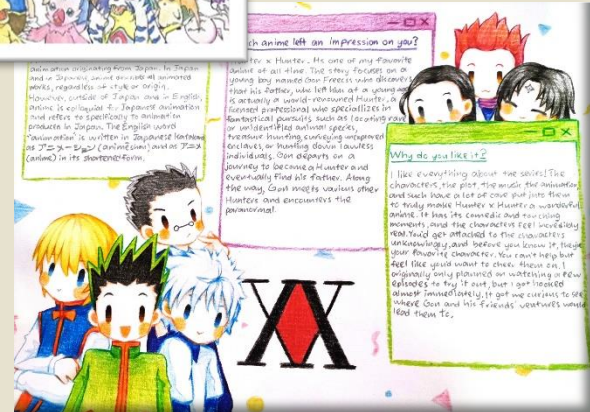 animation originating from Japan. In Japan
and in Japanese, anime denotes all animated
works, regardless of style or origin.
However, outside of Japan and in English,
anime is colloquial for Japanese animation
and refers to specifically to animation
produced in Japan. The English word
"animation" is written in Japanese katakana
as アニメーション (animēshon) and as アニメ
(anime) in its shortened form.
ch anime left an impression on you?
ter x Hunter. Its one of my favorite
anime of all time. The story focuses on a
young boy named Gon Freecss who discovers
that his father, who left him at a young age,
is actually a world-renowned Hunter, a
licensed professional who specializes in
fantastical pursuits such as locating rare
or unidentified animal species,
treasure hunting, surveying unexplored
enclaves, or hunting down lawless
individuals. Gon departs on a
journey to become a Hunter and
eventually find his father. Along
the way, Gon meets various other
Hunters and encounters the
paranormal.
Why do you like it?
I like everything about the series! The
characters, the plot, the music the animation,
and such have a lot of care put into them
to truly make Hunter x Hunter a wonderful
anime. It has its comedic and touching
moments, and the characters feel incredibly
real. You'd get attached to the characters
unknowingly, and before you know it, they're
your favorite character. You can't help but
feel like you'd want to cheer them on. I
originally only planned on watching a few
episodes to try it out, but I got hooked
almost immediately, it got me curious to see
where Gon and his friends' ventures would
lead them to.